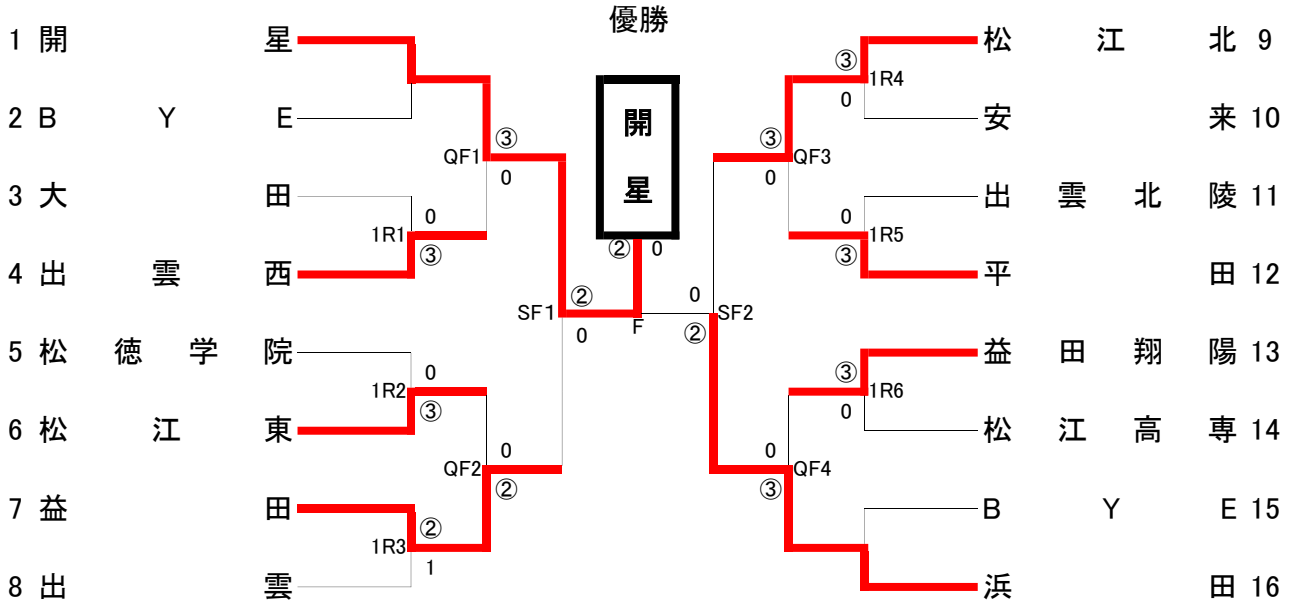 優勝
1 開 星
2 B Y E
3 大 田
4 出 雲 西
5 松 徳 学 院
6 松 江 東
7 益 田
8 出 雲
1R1
0
③
1R2
0
③
1R3
②
1
QF1
③
0
QF2
0
②
SF1
②
0
開
星
②
0
F
0
SF2
②
③
QF3
0
0
QF4
③
③
1R4
0
0
1R5
③
③
1R6
0
松 江 北 9
安 来 10
出 雲 北 陵 11
平 田 12
益 田 翔 陽 13
松 江 高 専 14
B Y E 15
浜 田 16